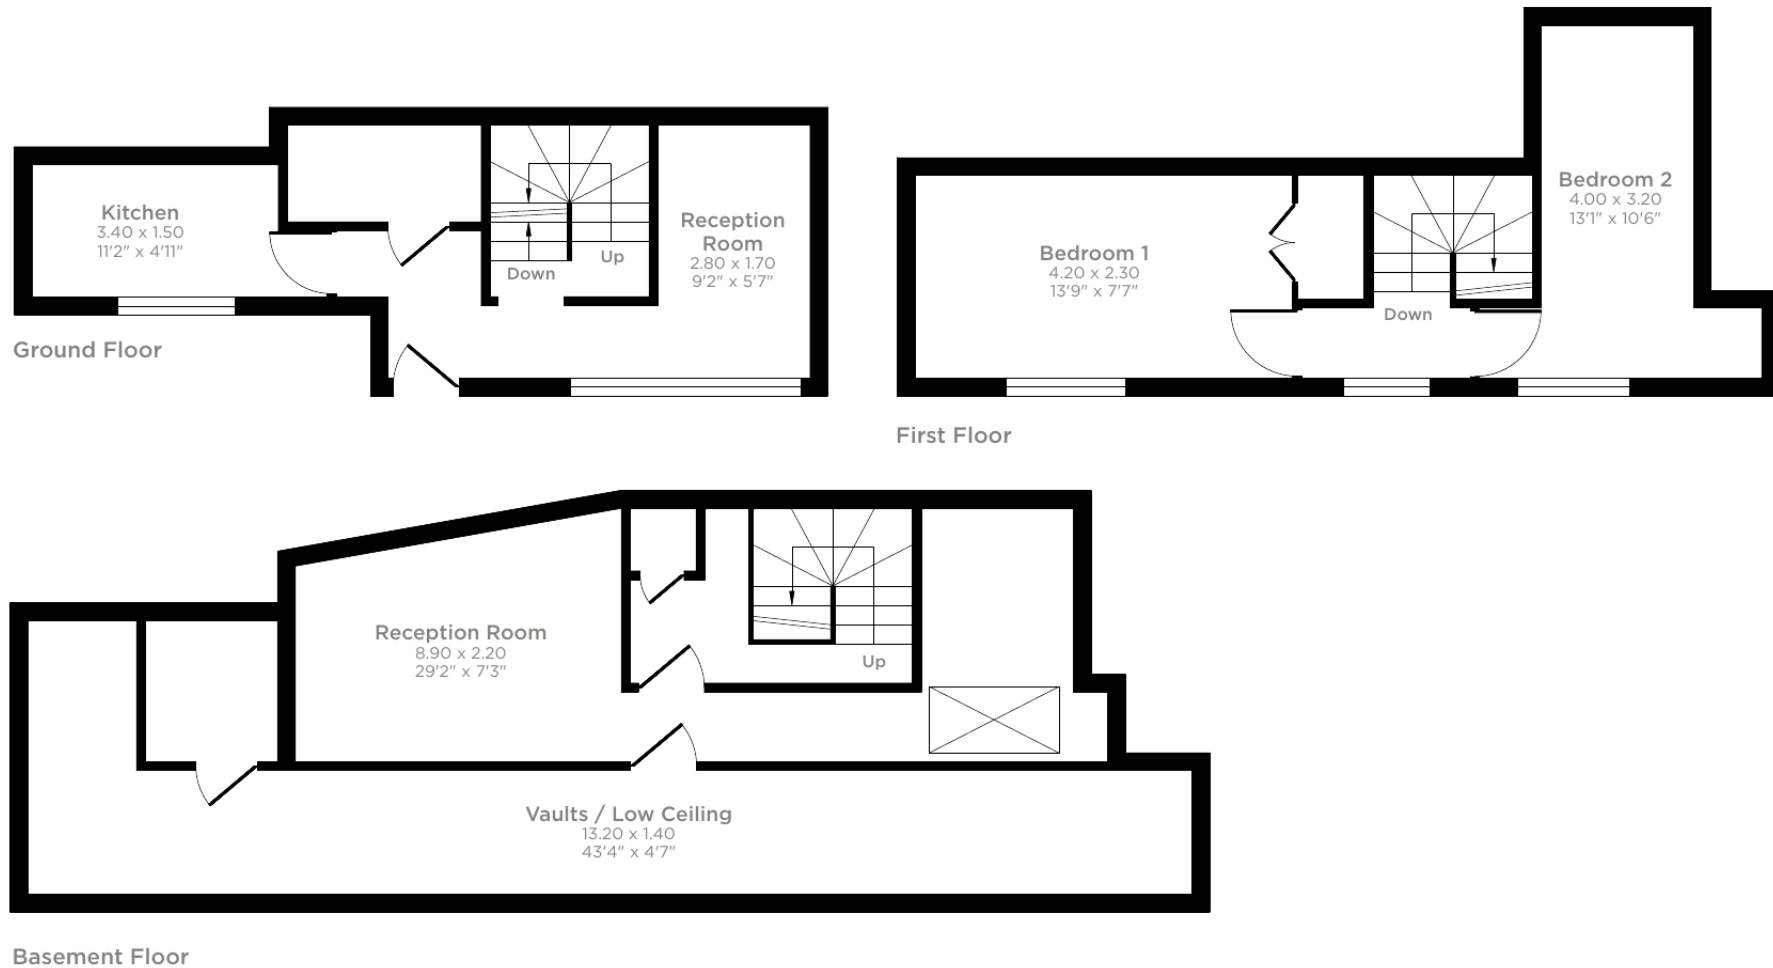 Kitchen
3.40 x 1.50
11'2" x 4'11"
Down
Up
Reception
Room
2.80 x 1.70
9'2" x 5'7"
Ground Floor
Bedroom 1
4.20 x 2.30
13'9" x 7'7"
Down
Bedroom 2
4.00 x 3.20
13'1" x 10'6"
First Floor
Reception Room
8.90 x 2.20
29'2" x 7'3"
Up
Vaults / Low Ceiling
13.20 x 1.40
43'4" x 4'7"
Basement Floor